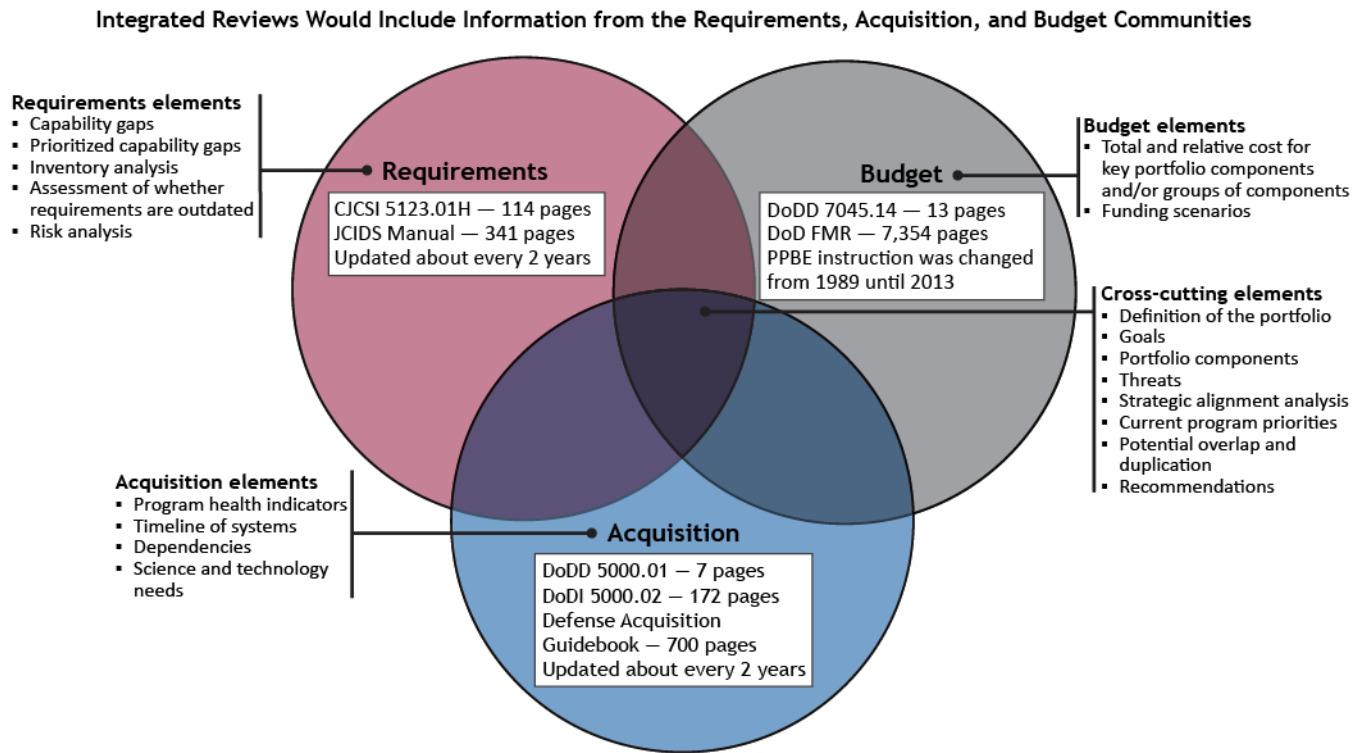 Integrated Reviews Would Include Information from the Requirements, Acquisition, and Budget Communities
Requirements elements
▪ Capability gaps
▪ Prioritized capability gaps
▪ Inventory analysis
▪ Assessment of whether
requirements are outdated
▪ Risk analysis
Requirements
CJCSI 5123.01H — 114 pages
JCIDS Manual — 341 pages
Updated about every 2 years
Budget
DoDD 7045.14 — 13 pages
DoD FMR — 7,354 pages
PPBE instruction was changed
from 1989 until 2013
Budget elements
▪ Total and relative cost for
key portfolio components
and/or groups of components
▪ Funding scenarios
Cross-cutting elements
▪ Definition of the portfolio
▪ Goals
▪ Portfolio components
▪ Threats
▪ Strategic alignment analysis
▪ Current program priorities
▪ Potential overlap and
duplication
▪ Recommendations
Acquisition elements
▪ Program health indicators
▪ Timeline of systems
▪ Dependencies
▪ Science and technology
needs
Acquisition
DoDD 5000.01 — 7 pages
DoDI 5000.02 — 172 pages
Defense Acquisition
Guidebook — 700 pages
Updated about every 2 years